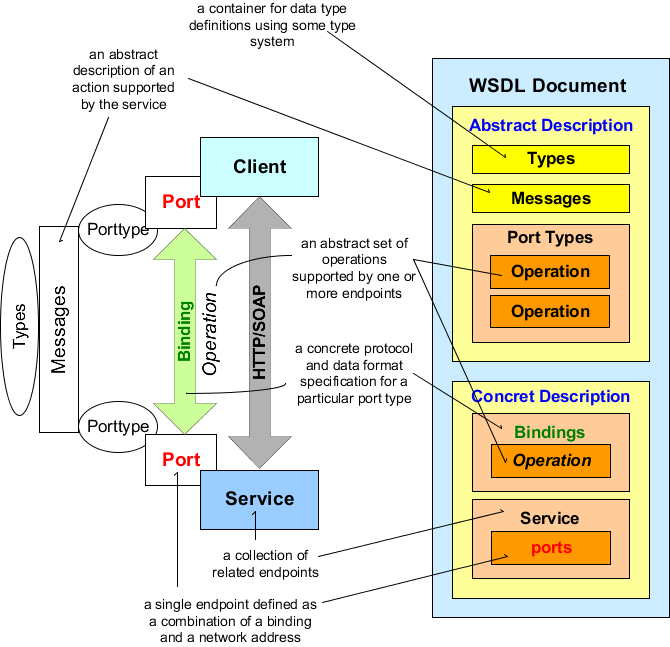 a container for data type
definitions using some type
system
an abstract
description of an
action supported
by the service
WSDL Document
Abstract Description
Types
Messages
Port Types
Operation
Operation
Concret Description
Bindings
Operation
Service
ports
Client
Port
Porttype
Types
Messages
Binding
Operation
HTTP/SOAP
an abstract set of
operations
supported by one or
more endpoints
a concrete protocol
and data format
specification for a
particular port type
Porttype
Port
Service
a collection of
related endpoints
a single endpoint defined as
a combination of a binding
and a network address